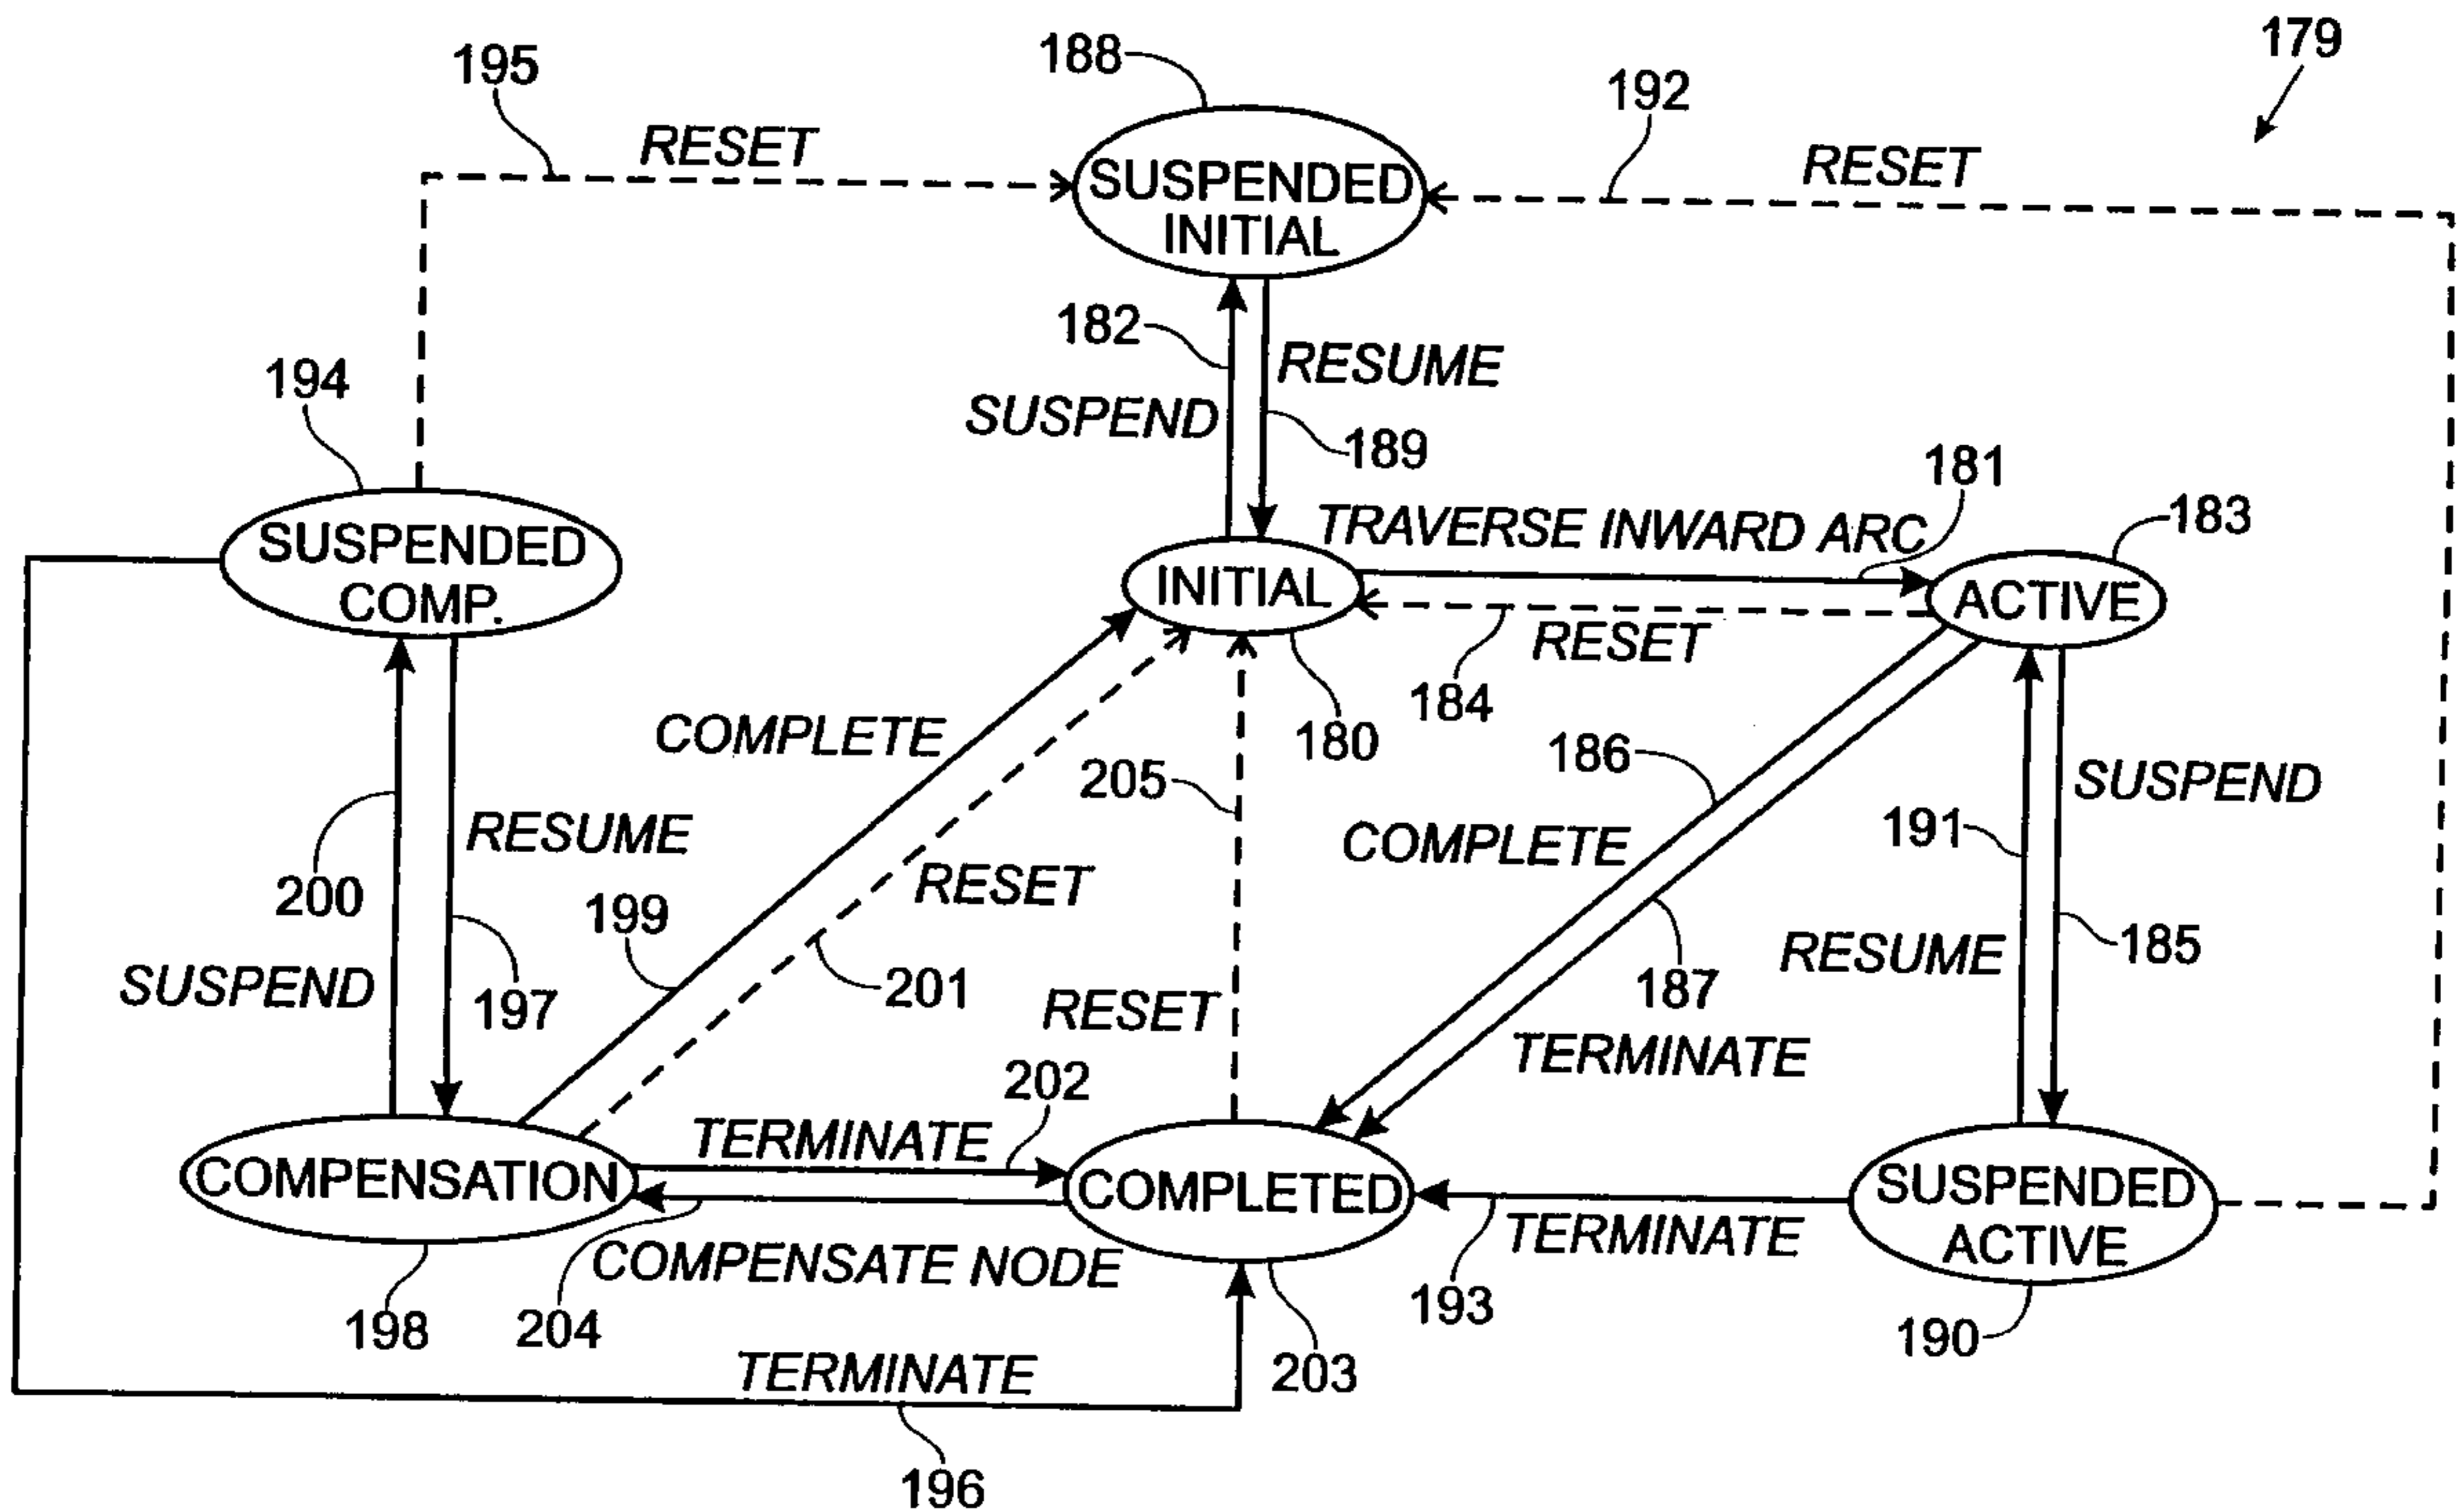 179
195
188
192
RESET
RESET
SUSPENDED
INITIAL
182
RESUME
SUSPEND
189
194
181
183
TRAVERSE INWARD ARC
SUSPENDED
COMP.
INITIAL
ACTIVE
RESET
184
180
COMPLETE
186
205
SUSPEND
191
RESUME
COMPLETE
200
RESET
199
185
RESUME
187
201
SUSPEND
197
RESET
TERMINATE
202
TERMINATE
COMPENSATION
COMPLETED
SUSPENDED
ACTIVE
TERMINATE
COMPENSATE NODE
193
198
204
190
TERMINATE
203
196